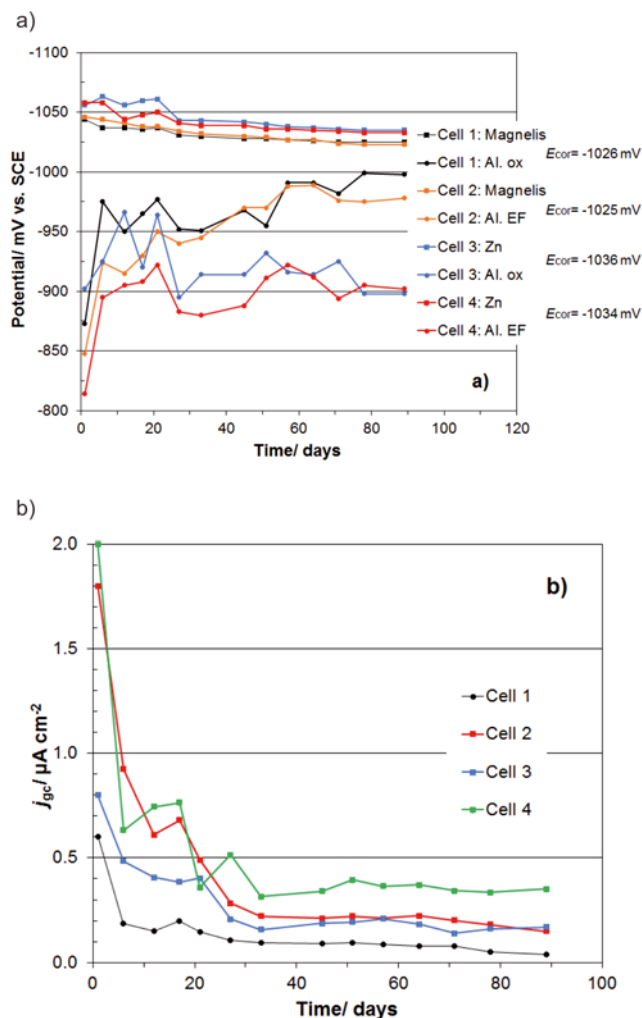 a)
-1100
-1050
-1000
-950
-900
-850
-800
Potential/ mV vs. SCE
0 20 40 60 80 100 120
Time/ days
Cell 1: Magnelis
Cell 1: Al. ox
Cell 2: Magnelis
Cell 2: Al. EF
Cell 3: Zn
Cell 3: Al. ox
Cell 4: Zn
Cell 4: Al. EF
Ecor= -1026 mV
Ecor= -1025 mV
Ecor= -1036 mV
Ecor= -1034 mV
a)
b)
2.0
1.5
1.0
0.5
0.0
jgc/ µA cm-2
0 20 40 60 80 100
Time/ days
b)
Cell 1
Cell 2
Cell 3
Cell 4